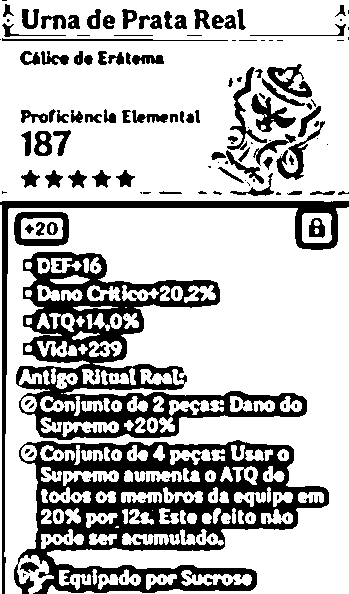 Urna de Prata Real
Cálice de Erátema
Proficiência Elemental
187
+20
DEF+16
Dano Crítico+20,2%
ATQ+14,0%
Vida+239
Antigo Ritual Real:
Conjunto de 2 peças: Dano do
Supremo +20%
Conjunto de 4 peças: Usar o
Supremo aumenta o ATQ de
todos os membros da equipe em
20% por 12s. Este efeito não
pode ser acumulado.
Equipado por Sucrose